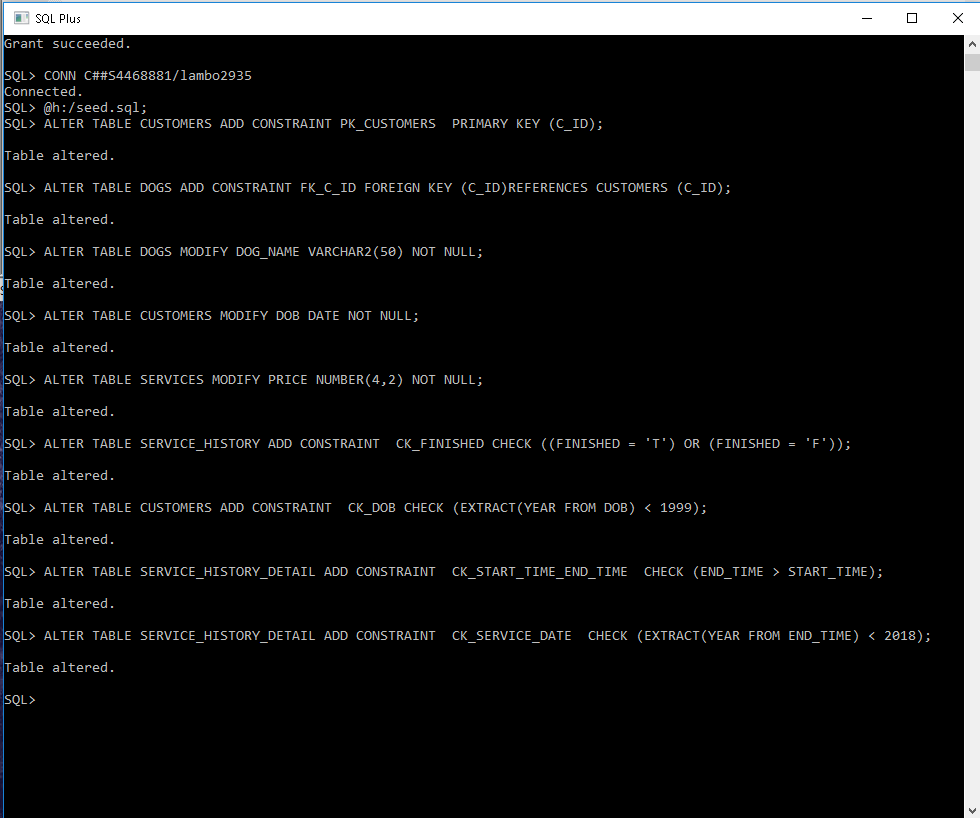 SQL Plus
Grant succeeded.
SQL> CONN C##S4468881/lambo2935
Connected.
SQL> @h:/seed.sql;
SQL> ALTER TABLE CUSTOMERS ADD CONSTRAINT PK_CUSTOMERS  PRIMARY KEY (C_ID);
Table altered.
SQL> ALTER TABLE DOGS ADD CONSTRAINT FK_C_ID FOREIGN KEY (C_ID)REFERENCES CUSTOMERS (C_ID);
Table altered.
SQL> ALTER TABLE DOGS MODIFY DOG_NAME VARCHAR2(50) NOT NULL;
Table altered.
SQL> ALTER TABLE CUSTOMERS MODIFY DOB DATE NOT NULL;
Table altered.
SQL> ALTER TABLE SERVICES MODIFY PRICE NUMBER(4,2) NOT NULL;
Table altered.
SQL> ALTER TABLE SERVICE_HISTORY ADD CONSTRAINT  CK_FINISHED CHECK ((FINISHED = 'T') OR (FINISHED = 'F'));
Table altered.
SQL> ALTER TABLE CUSTOMERS ADD CONSTRAINT  CK_DOB CHECK (EXTRACT(YEAR FROM DOB) < 1999);
Table altered.
SQL> ALTER TABLE SERVICE_HISTORY_DETAIL ADD CONSTRAINT  CK_START_TIME_END_TIME  CHECK (END_TIME > START_TIME);
Table altered.
SQL> ALTER TABLE SERVICE_HISTORY_DETAIL ADD CONSTRAINT  CK_SERVICE_DATE  CHECK (EXTRACT(YEAR FROM END_TIME) < 2018);
Table altered.
SQL>